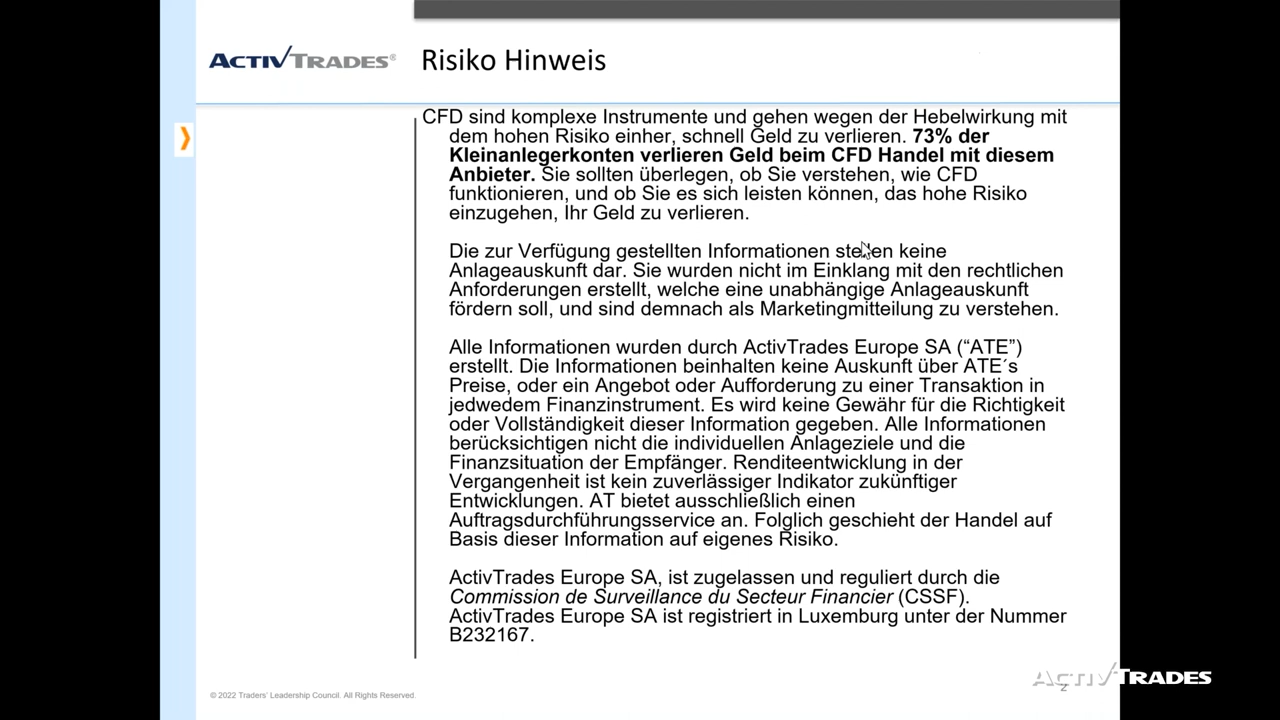 ACTIVTRADES®
Risiko Hinweis
CFD sind komplexe Instrumente und gehen wegen der Hebelwirkung mit
dem hohen Risiko einher, schnell Geld zu verlieren. 73% der
Kleinanlegerkonten verlieren Geld beim CFD Handel mit diesem
Anbieter. Sie sollten überlegen, ob Sie verstehen, wie CFD
funktionieren, und ob Sie es sich leisten können, das hohe Risiko
einzugehen, Ihr Geld zu verlieren.
Die zur Verfügung gestellten Informationen stellen keine
Anlageauskunft dar. Sie wurden nicht im Einklang mit den rechtlichen
Anforderungen erstellt, welche eine unabhängige Anlageauskunft
fördern soll, und sind demnach als Marketingmitteilung zu verstehen.
Alle Informationen wurden durch ActivTrades Europe SA (“ATE”)
erstellt. Die Informationen beinhalten keine Auskunft über ATE´s
Preise, oder ein Angebot oder Aufforderung zu einer Transaktion in
jedwedem Finanzinstrument. Es wird keine Gewähr für die Richtigkeit
oder Vollständigkeit dieser Information gegeben. Alle Informationen
berücksichtigen nicht die individuellen Anlageziele und die
Finanzsituation der Empfänger. Renditeentwicklung in der
Vergangenheit ist kein zuverlässiger Indikator zukünftiger
Entwicklungen. AT bietet ausschließlich einen
Auftragsdurchführungsservice an. Folglich geschieht der Handel auf
Basis dieser Information auf eigenes Risiko.
ActivTrades Europe SA, ist zugelassen und reguliert durch die
Commission de Surveillance du Secteur Financier (CSSF).
ActivTrades Europe SA ist registriert in Luxemburg unter der Nummer
B232167.
© 2022 Traders’ Leadership Council. All Rights Reserved.
2
ACTIVTRADES